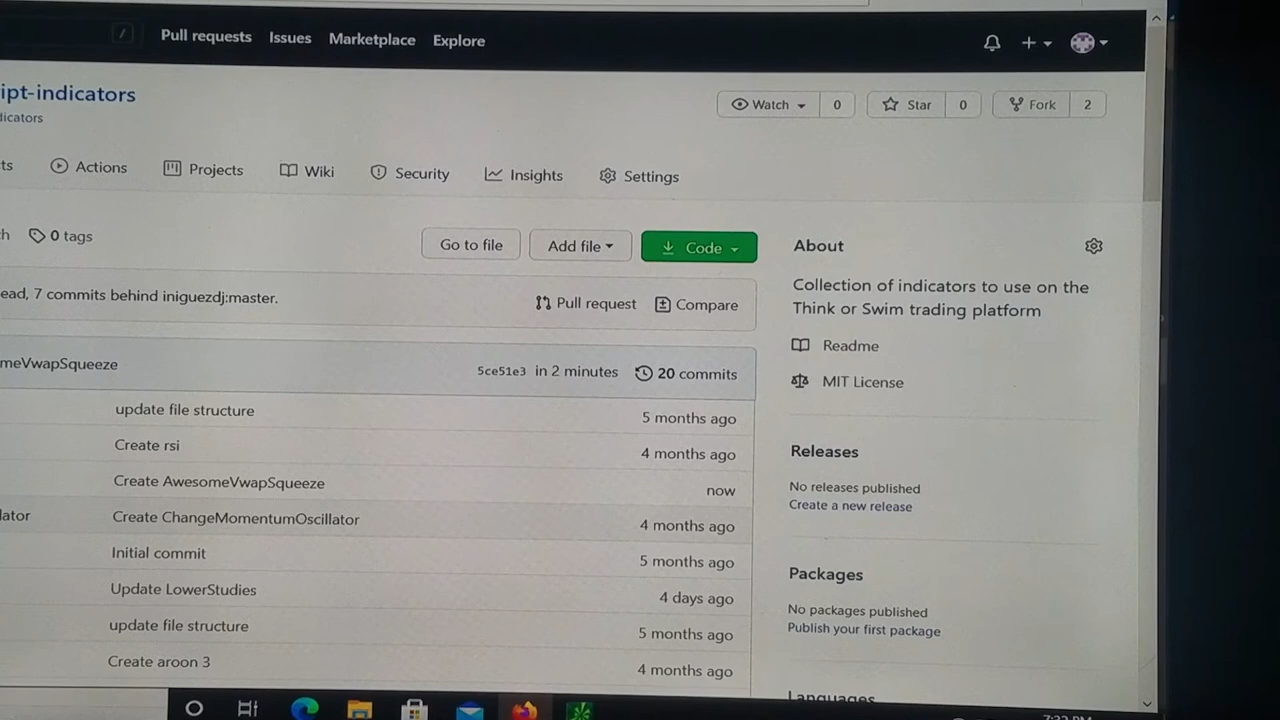 / Pull requests Issues Marketplace Explore
ipt-indicators
Watch 0 Star 0 Fork 2
dicators
ts Actions Projects Wiki Security Insights Settings
h 0 tags Go to file Add file Code
About
Collection of indicators to use on the
Think or Swim trading platform
ead, 7 commits behind iniguezdj:master. Pull request Compare
Readme
meVwapSqueeze 5ce51e3 in 2 minutes 20 commits
MIT License
update file structure 5 months ago
Create rsi 4 months ago
Releases
Create AwesomeVwapSqueeze now
No releases published
Create a new release
lator Create ChangeMomentumOscillator 4 months ago
Initial commit 5 months ago
Packages
Update LowerStudies 4 days ago
No packages published
Publish your first package
update file structure 5 months ago
Create aroon 3 4 months ago
Languages
7:32 PM